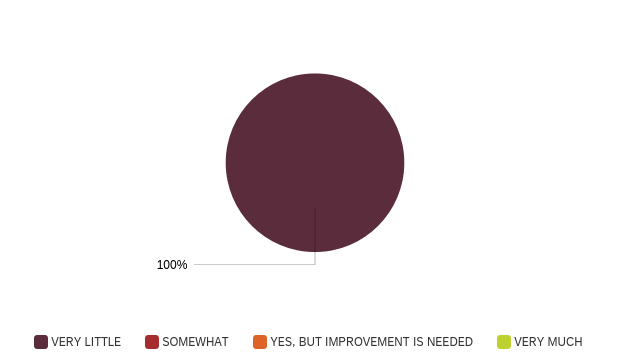 100%
VERY LITTLE SOMEWHAT YES, BUT IMPROVEMENT IS NEEDED VERY MUCH